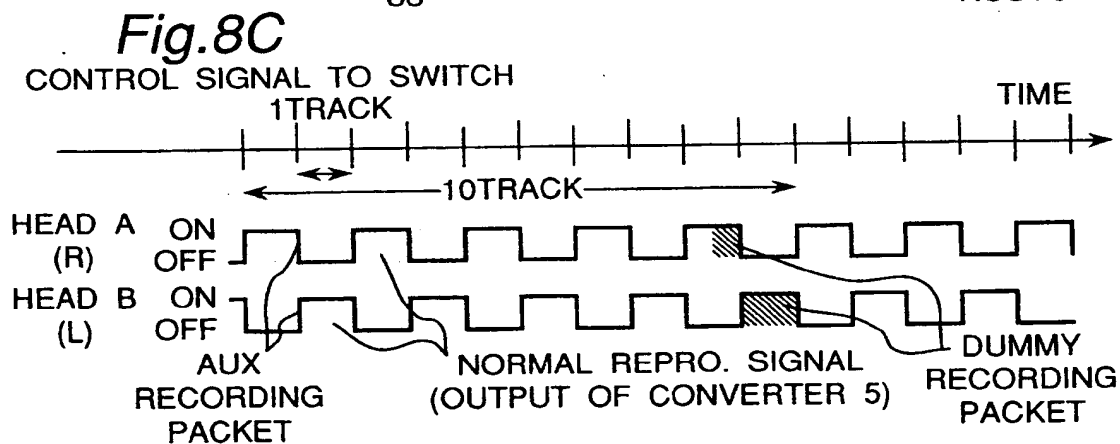 Fig.8C
CONTROL SIGNAL TO SWITCH
1TRACK
TIME
10TRACK
HEAD A
(R)
ON
OFF
HEAD B
(L)
ON
OFF
AUX
RECORDING
PACKET
NORMAL REPRO. SIGNAL
(OUTPUT OF CONVERTER 5)
DUMMY
RECORDING
PACKET